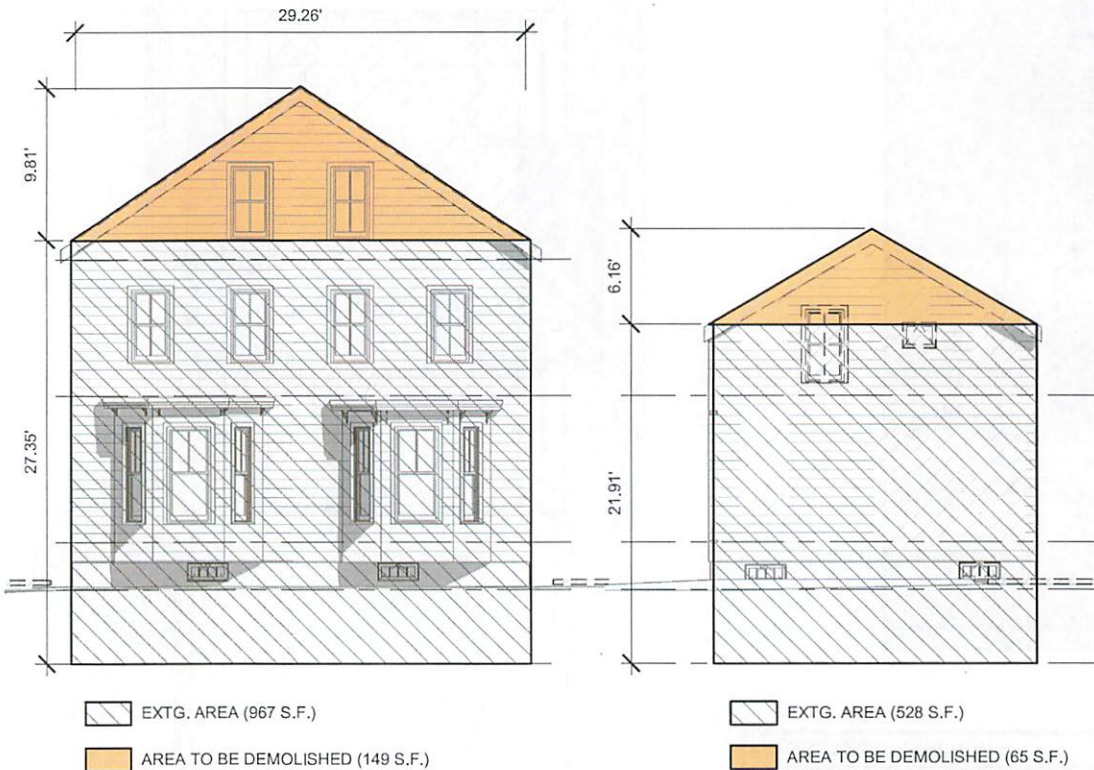 29.26'
9.81'
27.35'
6.16'
21.91'
EXTG. AREA (967 S.F.)
AREA TO BE DEMOLISHED (149 S.F.)
EXTG. AREA (528 S.F.)
AREA TO BE DEMOLISHED (65 S.F.)